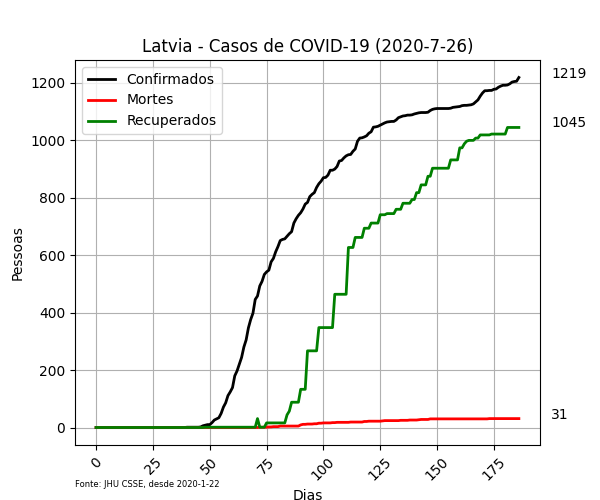 Latvia - Casos de COVID-19 (2020-7-26)
Confirmados
Mortes
Recuperados
1219
1045
31
Pessoas
1200
1000
800
600
400
200
0
0
25
50
75
100
125
150
175
Fonte: JHU CSSE, desde 2020-1-22
Dias